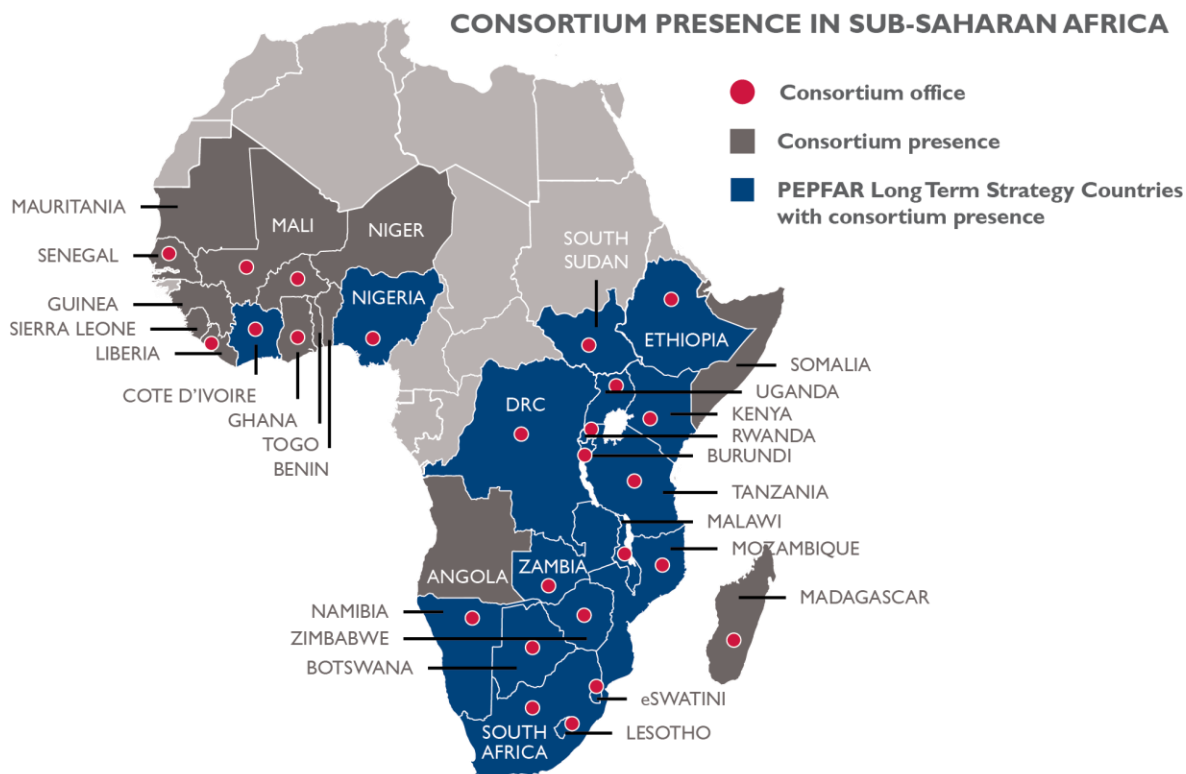 CONSORTIUM PRESENCE IN SUB-SAHARAN AFRICA
Consortium office
Consortium presence
PEPFAR Long Term Strategy Countries
with consortium presence
MAURITANIA
MALI
NIGER
SENEGAL
SOUTH
SUDAN
GUINEA
NIGERIA
SIERRA LEONE
ETHIOPIA
LIBERIA
SOMALIA
COTE D'IVOIRE
UGANDA
DRC
GHANA
KENYA
TOGO
RWANDA
BENIN
BURUNDI
TANZANIA
MALAWI
MOZAMBIQUE
ZAMBIA
ANGOLA
MADAGASCAR
NAMIBIA
ZIMBABWE
BOTSWANA
eSWATINI
SOUTH
AFRICA
LESOTHO